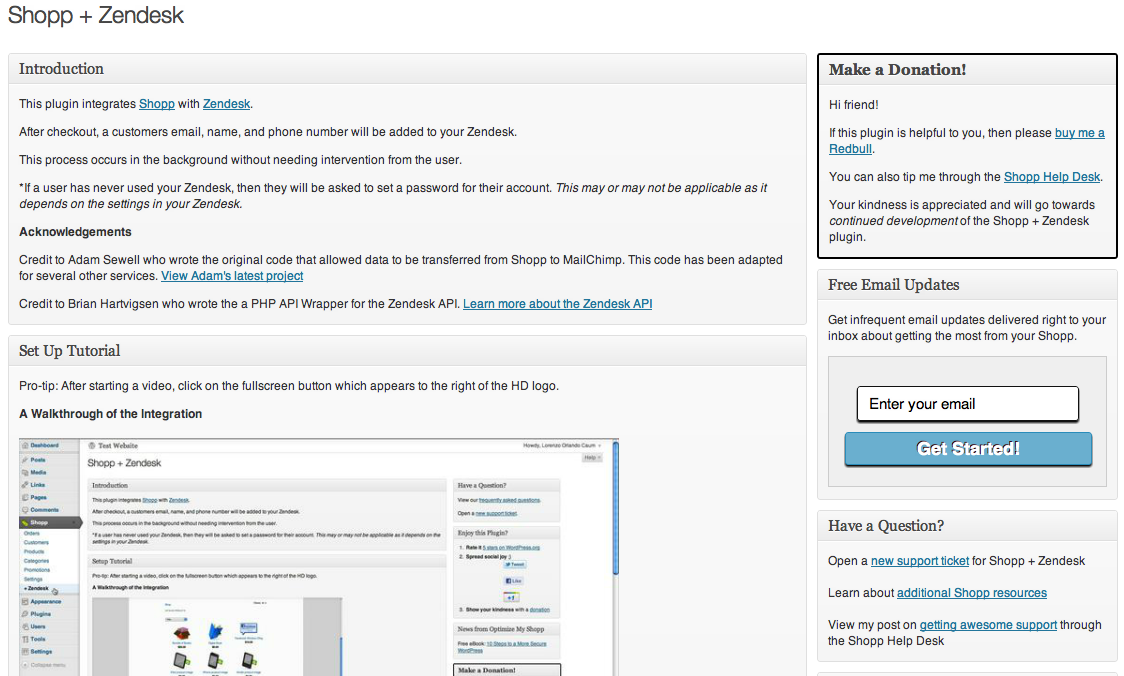 Shopp + Zendesk
Introduction
This plugin integrates Shopp with Zendesk.
After checkout, a customers email, name, and phone number will be added to your Zendesk.
This process occurs in the background without needing intervention from the user.
*If a user has never used your Zendesk, then they will be asked to set a password for their account. This may or may not be applicable as it
depends on the settings in your Zendesk.
Acknowledgements
Credit to Adam Sewell who wrote the original code that allowed data to be transferred from Shopp to MailChimp. This code has been adapted
for several other services. View Adam's latest project
Credit to Brian Hartvigsen who wrote the a PHP API Wrapper for the Zendesk API. Learn more about the Zendesk API
Set Up Tutorial
Pro-tip: After starting a video, click on the fullscreen button which appears to the right of the HD logo.
A Walkthrough of the Integration
Dashboard
Posts
Media
Links
Pages
Comments
Shopp
Orders
Customers
Products
Categories
Promotions
Settings
+ Zendesk
Appearance
Plugins
Users
Tools
Settings
Collapse menu
Test Website
Howdy, Lorenzo Orlando Caum
Help
Shopp + Zendesk
Introduction
This plugin integrates Shopp with Zendesk.
After checkout, a customers email, name, and phone number will be added to your Zendesk.
This process occurs in the background without needing intervention from the user.
*If a user has never used your Zendesk, then they will be asked to set a password for their account. This may or may not be applicable as it depends on the
settings in your Zendesk.
Setup Tutorial
Pro-tip: After starting a video, click on the fullscreen button which appears to the right of the HD logo.
A Walkthrough of the Integration
Have a Question?
View our frequently asked questions.
Open a new support ticket.
Enjoy this Plugin?
1. Rate it 5 stars on WordPress.org
2. Spread social joy :)
Tweet
Like
+1
3. Show your kindness with a donation
News from Optimize My Shopp
Free eBook: 10 Steps to a More Secure
WordPress
Make a Donation!
Make a Donation!
Hi friend!
If this plugin is helpful to you, then please buy me a
Redbull.
You can also tip me through the Shopp Help Desk.
Your kindness is appreciated and will go towards
continued development of the Shopp + Zendesk
plugin.
Free Email Updates
Get infrequent email updates delivered right to your
inbox about getting the most from your Shopp.
Enter your email
Get Started!
Have a Question?
Open a new support ticket for Shopp + Zendesk
Learn about additional Shopp resources
View my post on getting awesome support through
the Shopp Help Desk